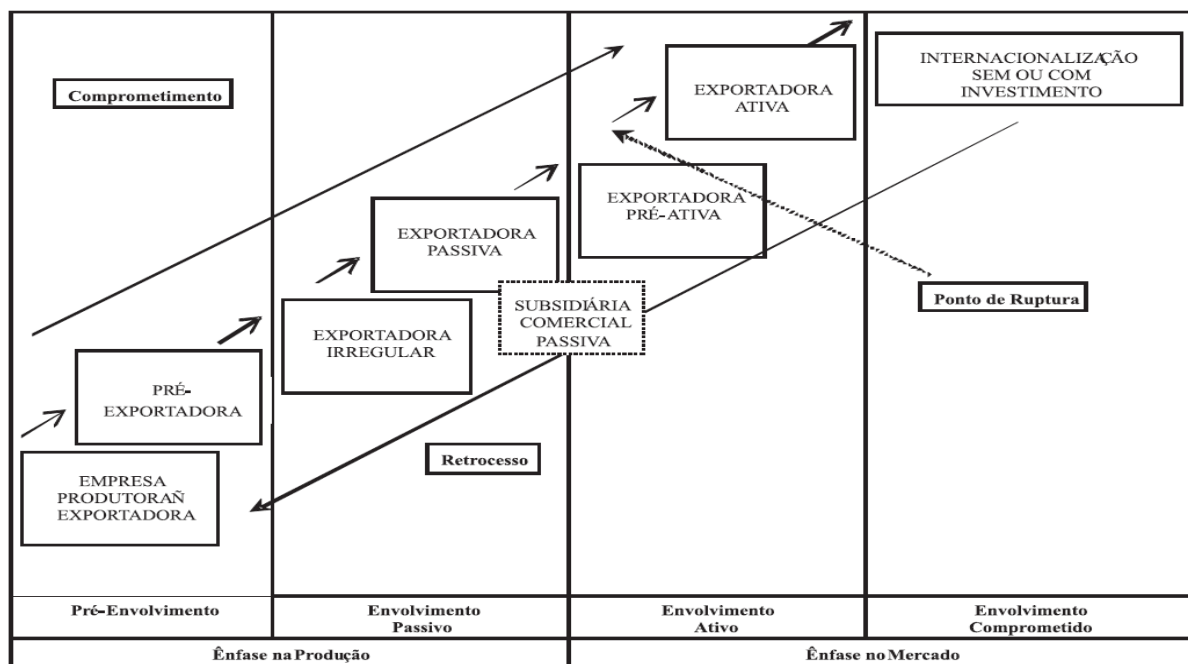 Comprometimento
EXPORTADORA
ATIVA
INTERNACIONALIZAÇÃO
SEM OU COM
INVESTIMENTO
EXPORTADORA
PRÉ-ATIVA
EXPORTADORA
PASSIVA
SUBSIDIÁRIA
COMERCIAL
PASSIVA
Ponto de Ruptura
EXPORTADORA
IRREGULAR
PRÉ-
EXPORTADORA
Retrocesso
EMPRESA
PRODUTORAÑ
EXPORTADORA
Pré-Envolvimento
Envolvimento
Passivo
Envolvimento
Ativo
Envolvimento
Comprometido
Ênfase na Produção
Ênfase no Mercado